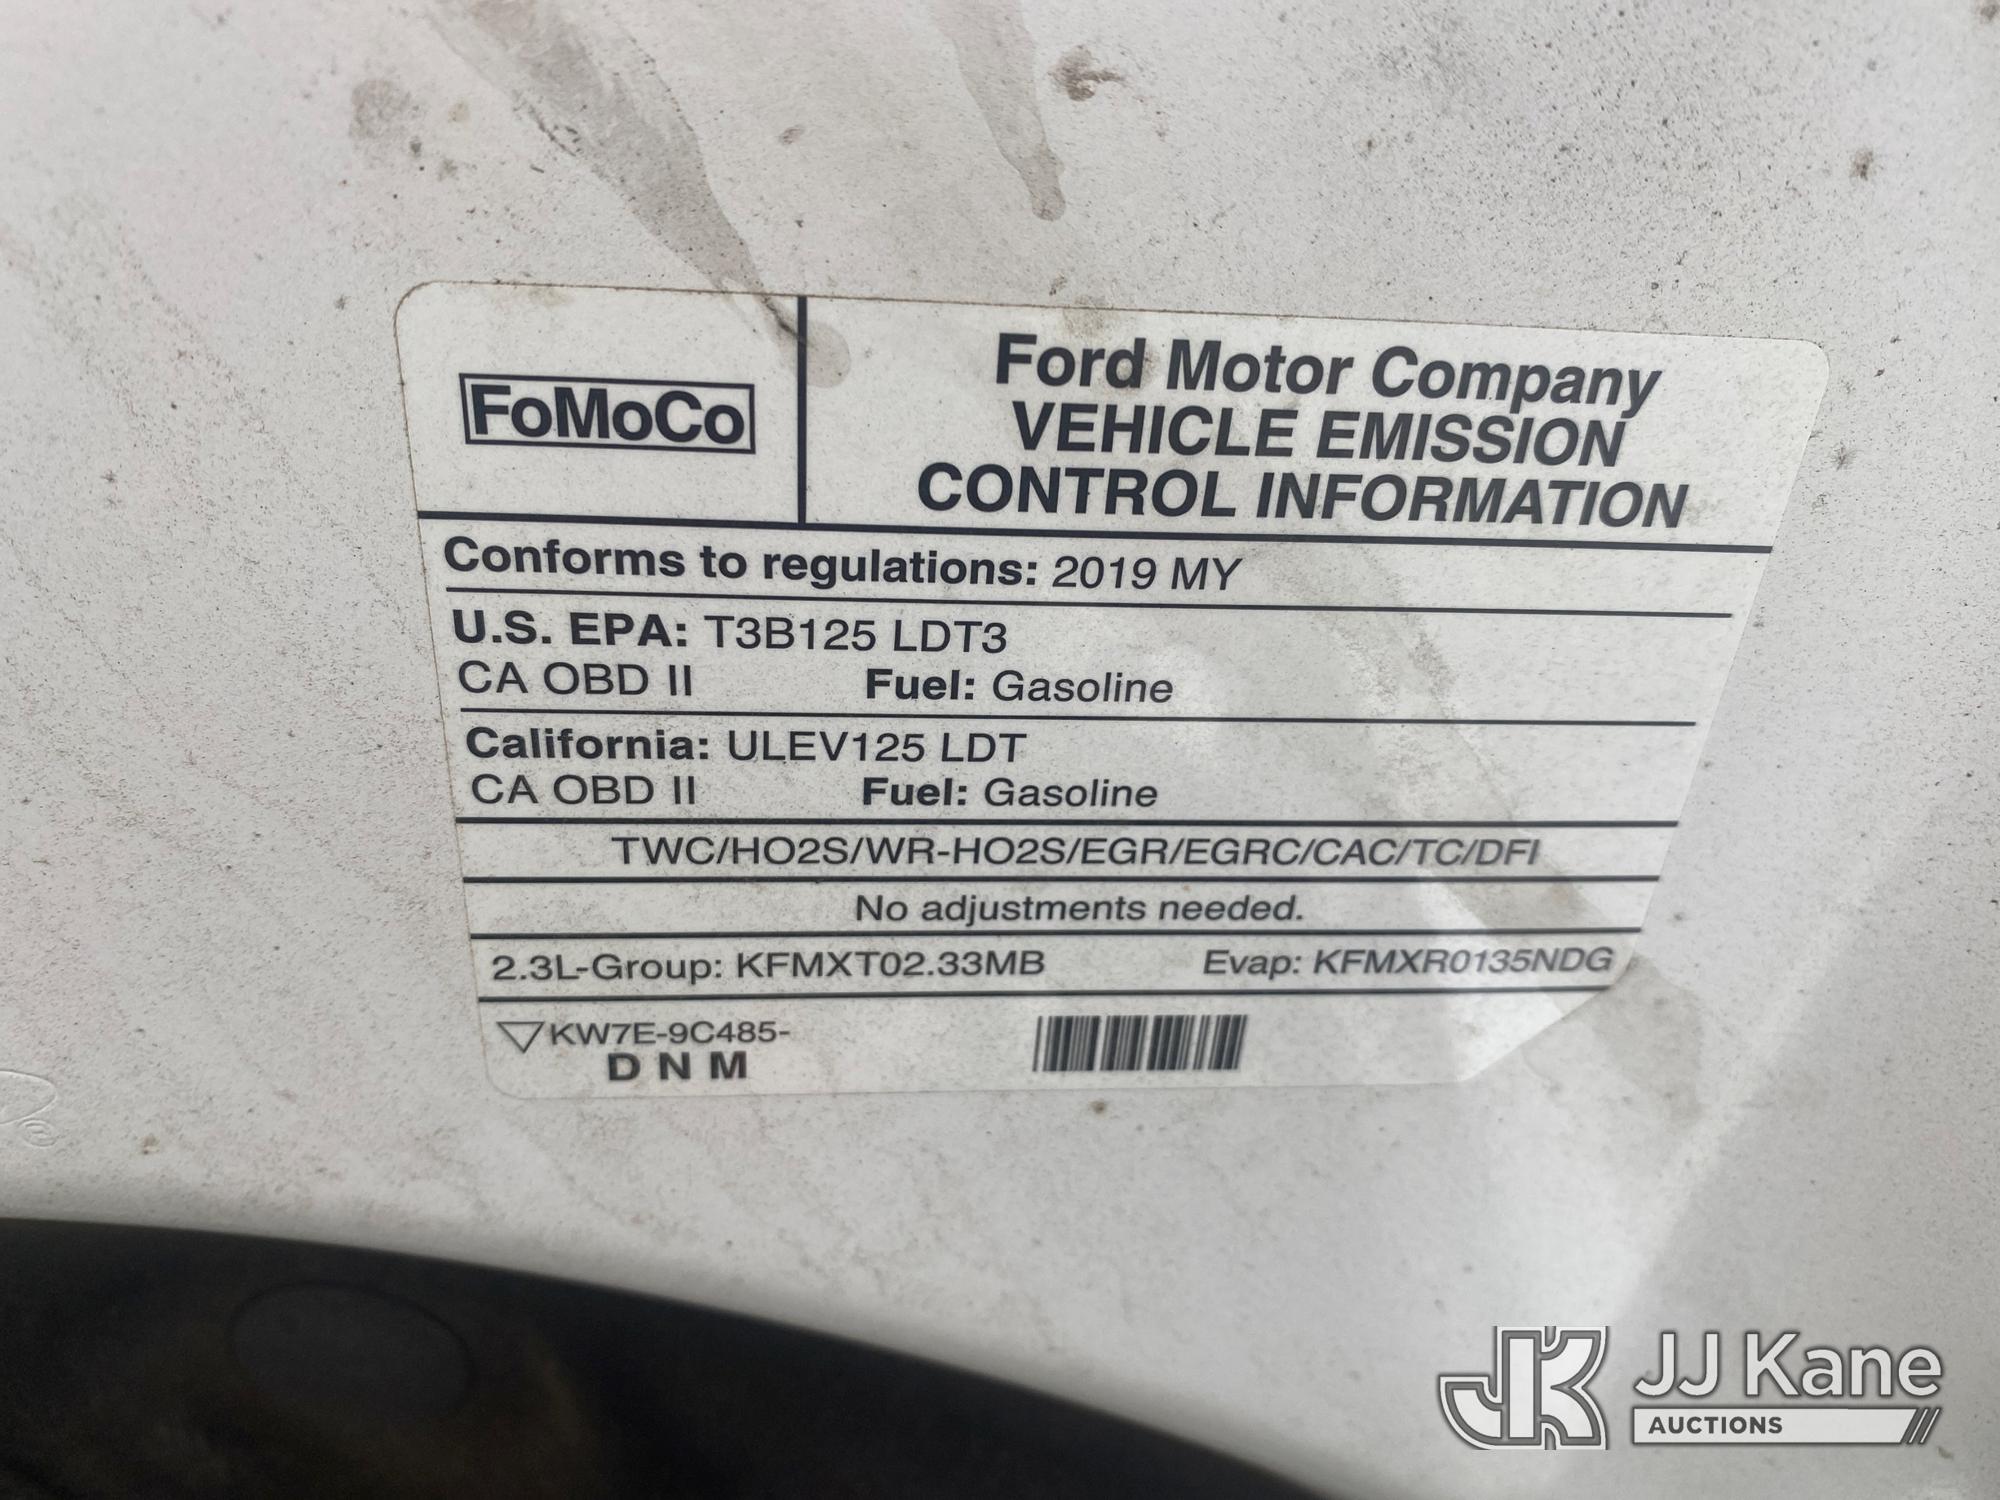 FoMoCo
Ford Motor Company
VEHICLE EMISSION
CONTROL INFORMATION
Conforms to regulations: 2019 MY
U.S. EPA: T3B125 LDT3
CA OBD II Fuel: Gasoline
California: ULEV125 LDT
CA OBD II Fuel: Gasoline
TWC/HO2S/WR-HO2S/EGR/EGRC/CAC/TC/DFI
No adjustments needed.
2.3L-Group: KFMXT02.33MB Evap: KFMXR0135NDG
KW7E-9C485-
D N M
JK JJ Kane
AUCTIONS